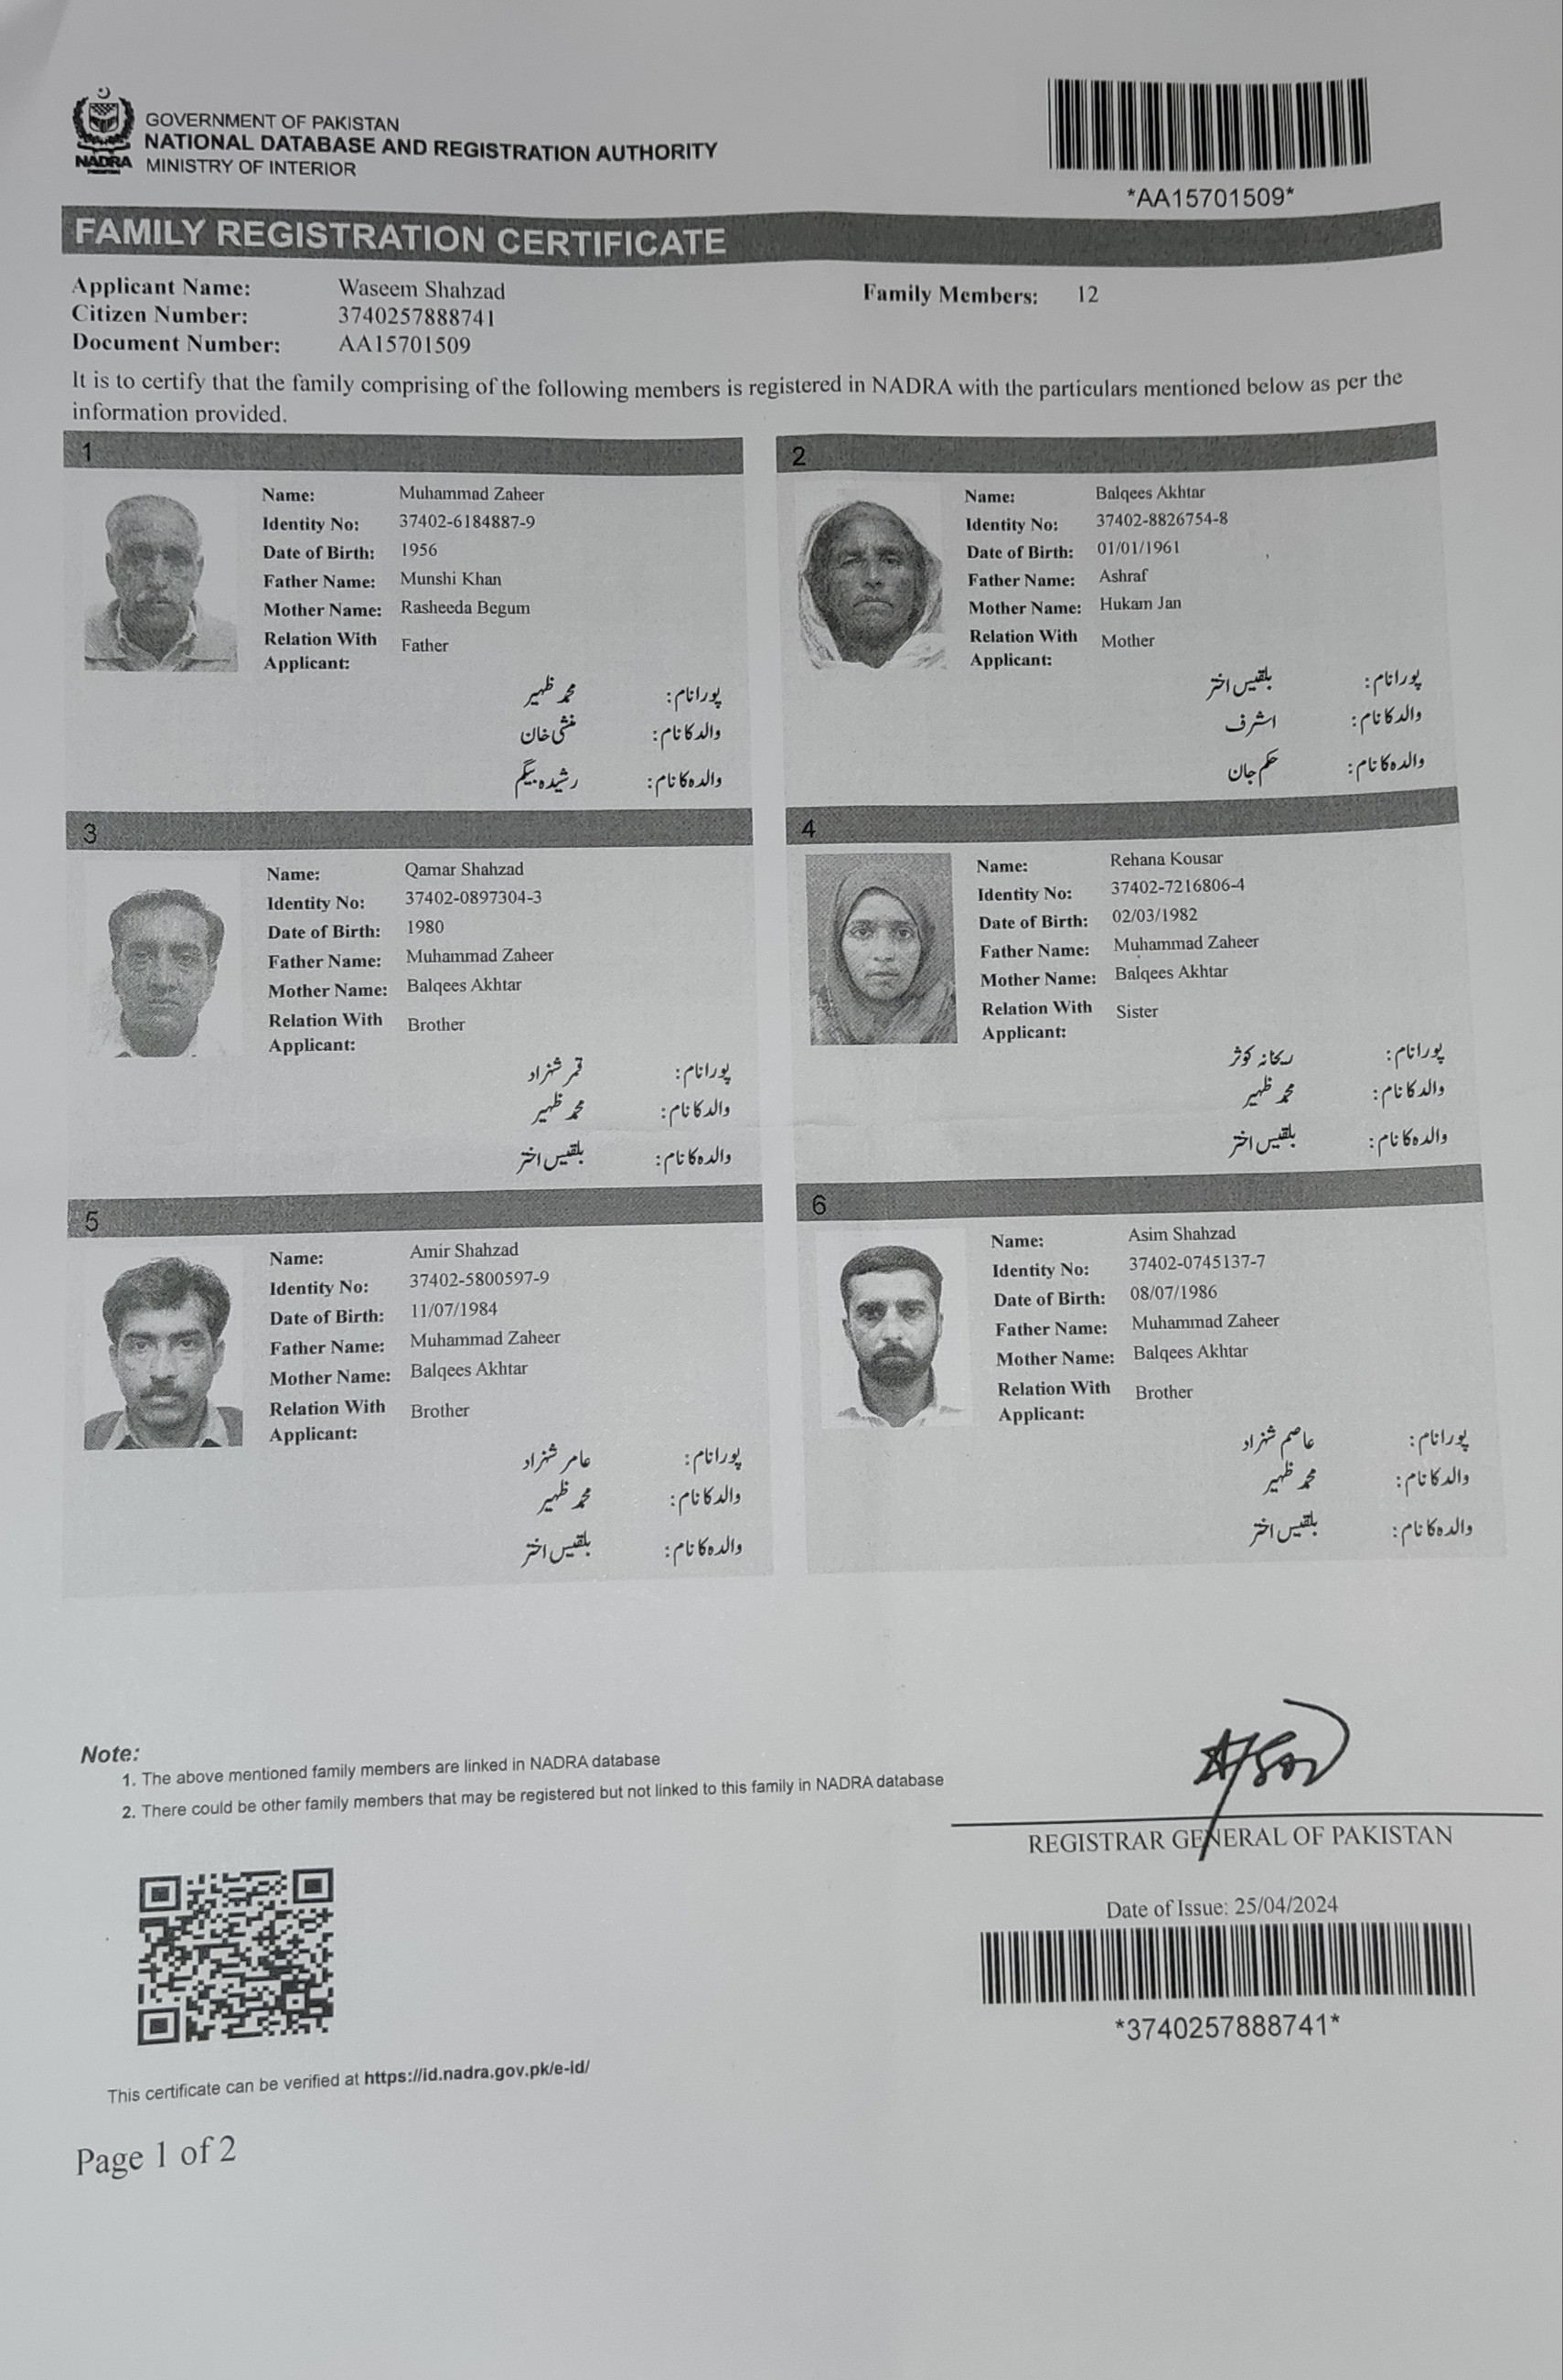 GOVERNMENT OF PAKISTAN
NATIONAL DATABASE AND REGISTRATION AUTHORITY
NADRA
MINISTRY OF INTERIOR
*AA15701509*
FAMILY REGISTRATION CERTIFICATE
Applicant Name: Waseem Shahzad
Family Members: 12
Citizen Number: 3740257888741
Document Number: AA15701509
It is to certify that the family comprising of the following members is registered in NADRA with the particulars mentioned below as per the
information provided.
1
Name: Muhammad Zaheer
Identity No: 37402-6184887-9
Date of Birth: 1956
Father Name: Munshi Khan
Mother Name: Rasheeda Begum
Relation With Applicant: Father
پورا نام: محمد ظہیر
والد کا نام: منشی خان
والدہ کا نام: رشیدہ بیگم
2
Name: Balqees Akhtar
Identity No: 37402-8826754-8
Date of Birth: 01/01/1961
Father Name: Ashraf
Mother Name: Hukam Jan
Relation With Applicant: Mother
پورا نام: بلقیس اختر
والد کا نام: اشرف
والدہ کا نام: حکم جان
3
Name: Qamar Shahzad
Identity No: 37402-0897304-3
Date of Birth: 1980
Father Name: Muhammad Zaheer
Mother Name: Balqees Akhtar
Relation With Applicant: Brother
پورا نام: قمر شہزاد
والد کا نام: محمد ظہیر
والدہ کا نام: بلقیس اختر
4
Name: Rehana Kousar
Identity No: 37402-7216806-4
Date of Birth: 02/03/1982
Father Name: Muhammad Zaheer
Mother Name: Balqees Akhtar
Relation With Applicant: Sister
پورا نام: ریحانہ کوثر
والد کا نام: محمد ظہیر
والدہ کا نام: بلقیس اختر
5
Name: Amir Shahzad
Identity No: 37402-5800597-9
Date of Birth: 11/07/1984
Father Name: Muhammad Zaheer
Mother Name: Balqees Akhtar
Relation With Applicant: Brother
پورا نام: عامر شہزاد
والد کا نام: محمد ظہیر
والدہ کا نام: بلقیس اختر
6
Name: Asim Shahzad
Identity No: 37402-0745137-7
Date of Birth: 08/07/1986
Father Name: Muhammad Zaheer
Mother Name: Balqees Akhtar
Relation With Applicant: Brother
پورا نام: عاصم شہزاد
والد کا نام: محمد ظہیر
والدہ کا نام: بلقیس اختر
Note:
1. The above mentioned family members are linked in NADRA database
2. There could be other family members that may be registered but not linked to this family in NADRA database
REGISTRAR GENERAL OF PAKISTAN
Date of Issue: 25/04/2024
*3740257888741*
This certificate can be verified at https://id.nadra.gov.pk/e-id/
Page 1 of 2